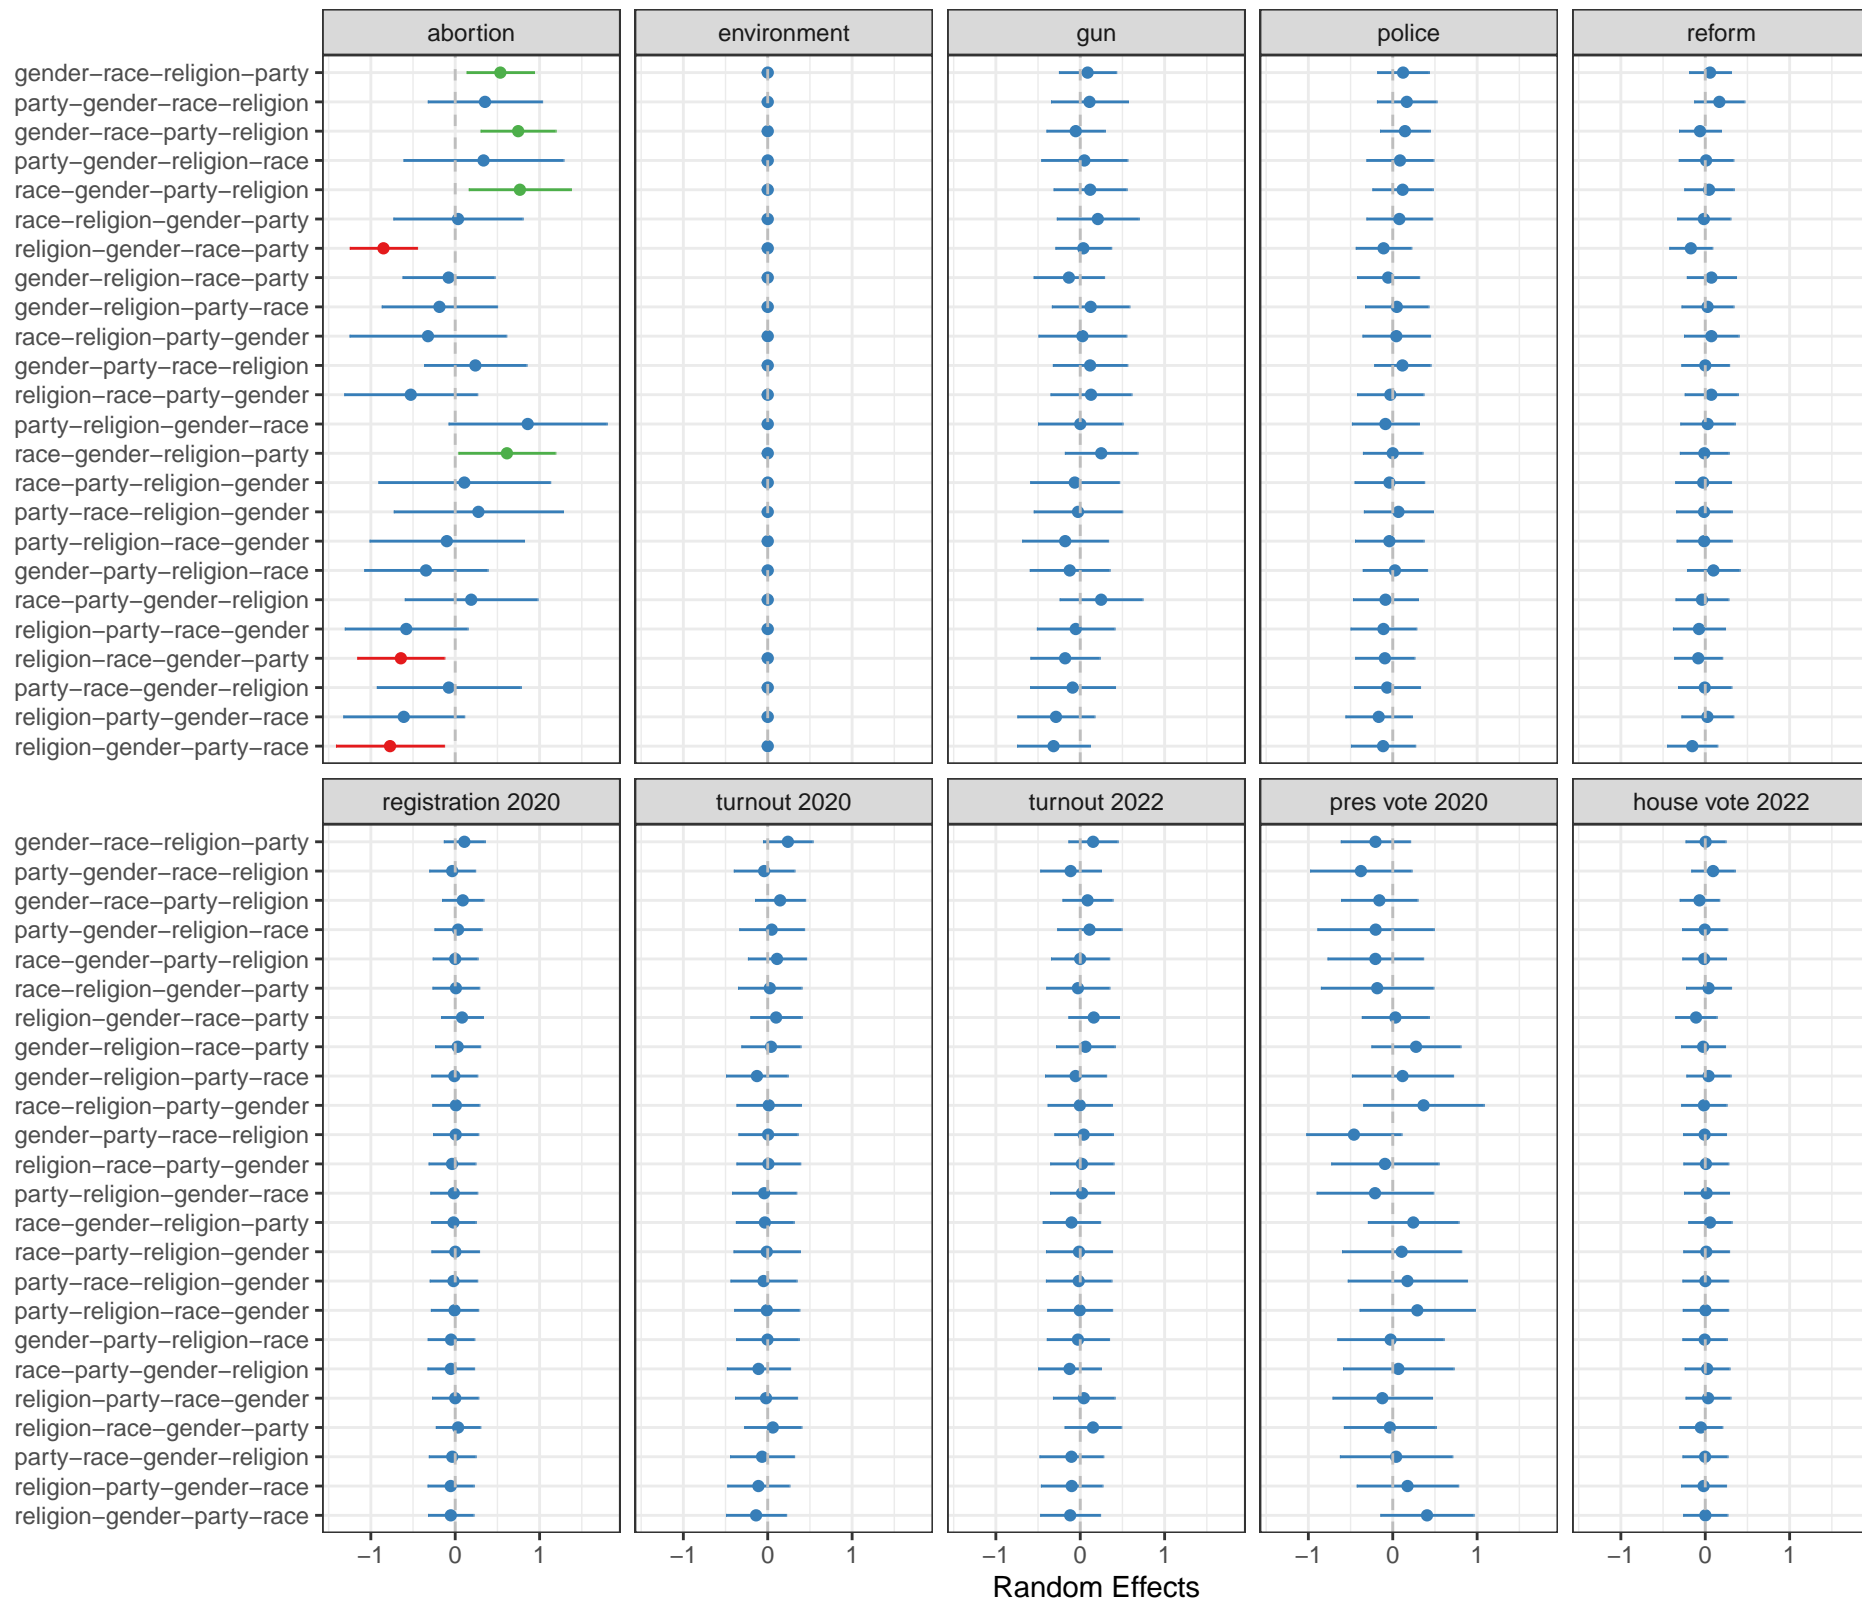 abortion environment gun police reform
gender−race−religion−party
party−gender−race−religion
gender−race−party−religion
party−gender−religion−race
race−gender−party−religion
race−religion−gender−party
religion−gender−race−party
gender−religion−race−party
gender−religion−party−race
race−religion−party−gender
gender−party−race−religion
religion−race−party−gender
party−religion−gender−race
race−gender−religion−party
race−party−religion−gender
party−race−religion−gender
party−religion−race−gender
gender−party−religion−race
race−party−gender−religion
religion−party−race−gender
religion−race−gender−party
party−race−gender−religion
religion−party−gender−race
religion−gender−party−race
registration 2020 turnout 2020 turnout 2022 pres vote 2020 house vote 2022
gender−race−religion−party
party−gender−race−religion
gender−race−party−religion
party−gender−religion−race
race−gender−party−religion
race−religion−gender−party
religion−gender−race−party
gender−religion−race−party
gender−religion−party−race
race−religion−party−gender
gender−party−race−religion
religion−race−party−gender
party−religion−gender−race
race−gender−religion−party
race−party−religion−gender
party−race−religion−gender
party−religion−race−gender
gender−party−religion−race
race−party−gender−religion
religion−party−race−gender
religion−race−gender−party
party−race−gender−religion
religion−party−gender−race
religion−gender−party−race
−1 0 1 −1 0 1 −1 0 1 −1 0 1 −1 0 1
Random Effects